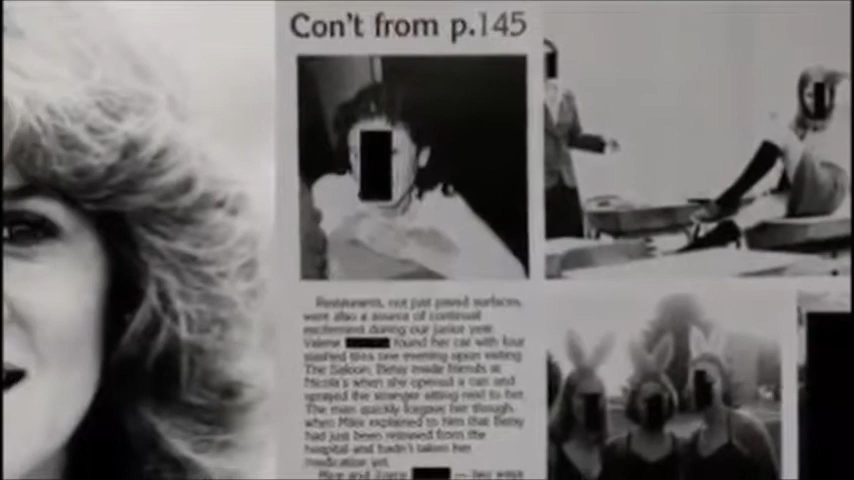 Con't from p.145
Restaurants, not just paved surfaces,
were also a source of continual
excitement during our junior year.
Valerie found her car with four
slashed tires one evening upon exiting
The Saloon. Betsy made friends at
Nicola's when she opened a can and
sprayed the stranger sitting next to her.
The man quickly forgave her though,
when Mike explained to him that Betsy
had just been released from the
hospital and hadn't taken her
medication yet.
and